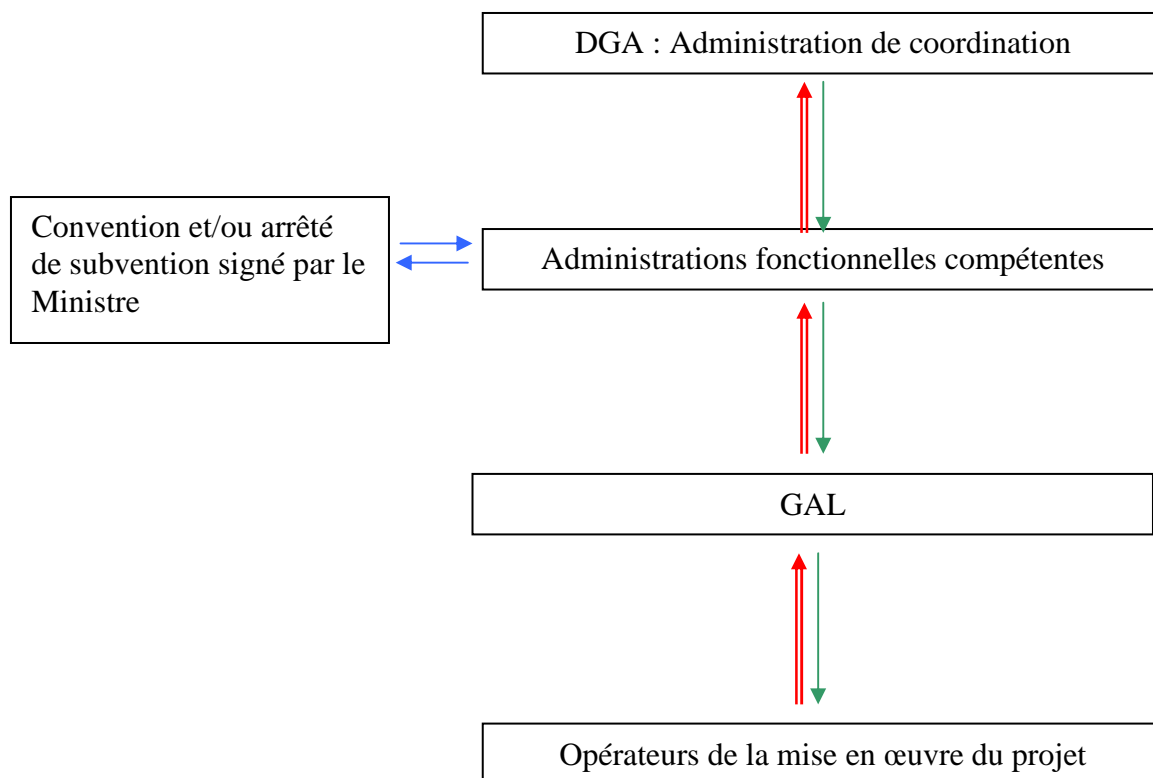 DGA : Administration de coordination
Convention et/ou arrêté
de subvention signé par le
Ministre
Administrations fonctionnelles compétentes
GAL
Opérateurs de la mise en œuvre du projet